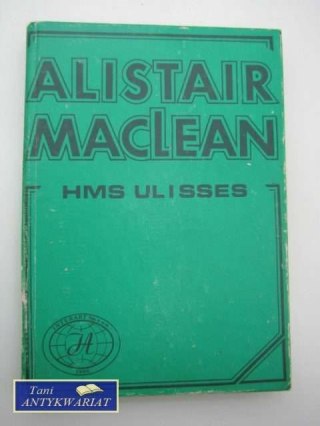 ALISTAIR
MACLEAN
HMS ULISSES
Tani
ANTYKWARIAT